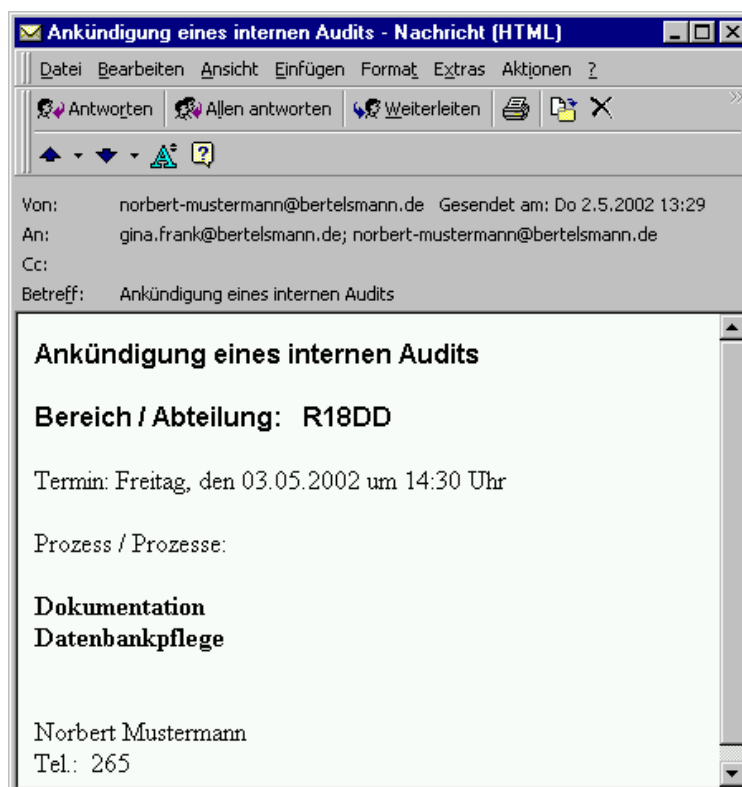 Ankündigung eines internen Audits - Nachricht (HTML)
Datei Bearbeiten Ansicht Einfügen Format Extras Aktionen ?
Antworten Allen antworten Weiterleiten
Von: norbert-mustermann@bertelsmann.de Gesendet am: Do 2.5.2002 13:29
An: gina.frank@bertelsmann.de; norbert-mustermann@bertelsmann.de
Cc:
Betreff: Ankündigung eines internen Audits
Ankündigung eines internen Audits
Bereich / Abteilung: R18DD
Termin: Freitag, den 03.05.2002 um 14:30 Uhr
Prozess / Prozesse:
Dokumentation
Datenbankpflege
Norbert Mustermann
Tel.: 265